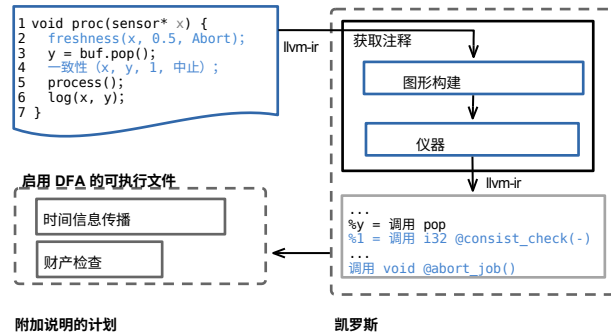 1 void proc(sensor* x) {
2 freshness(x, 0.5, Abort);
3 y = buf.pop();
4 一致性（x, y, 1, 中止）;
5 process();
6 log(x, y);
7 }
llvm-ir
获取注释
图形构建
仪器
llvm-ir
...
%y = 调用 pop
%1 = 调用 i32 @consist_check(-)
...
调用 void @abort_job()
启用 DFA 的可执行文件
时间信息传播
财产检查
附加说明的计划
凯罗斯